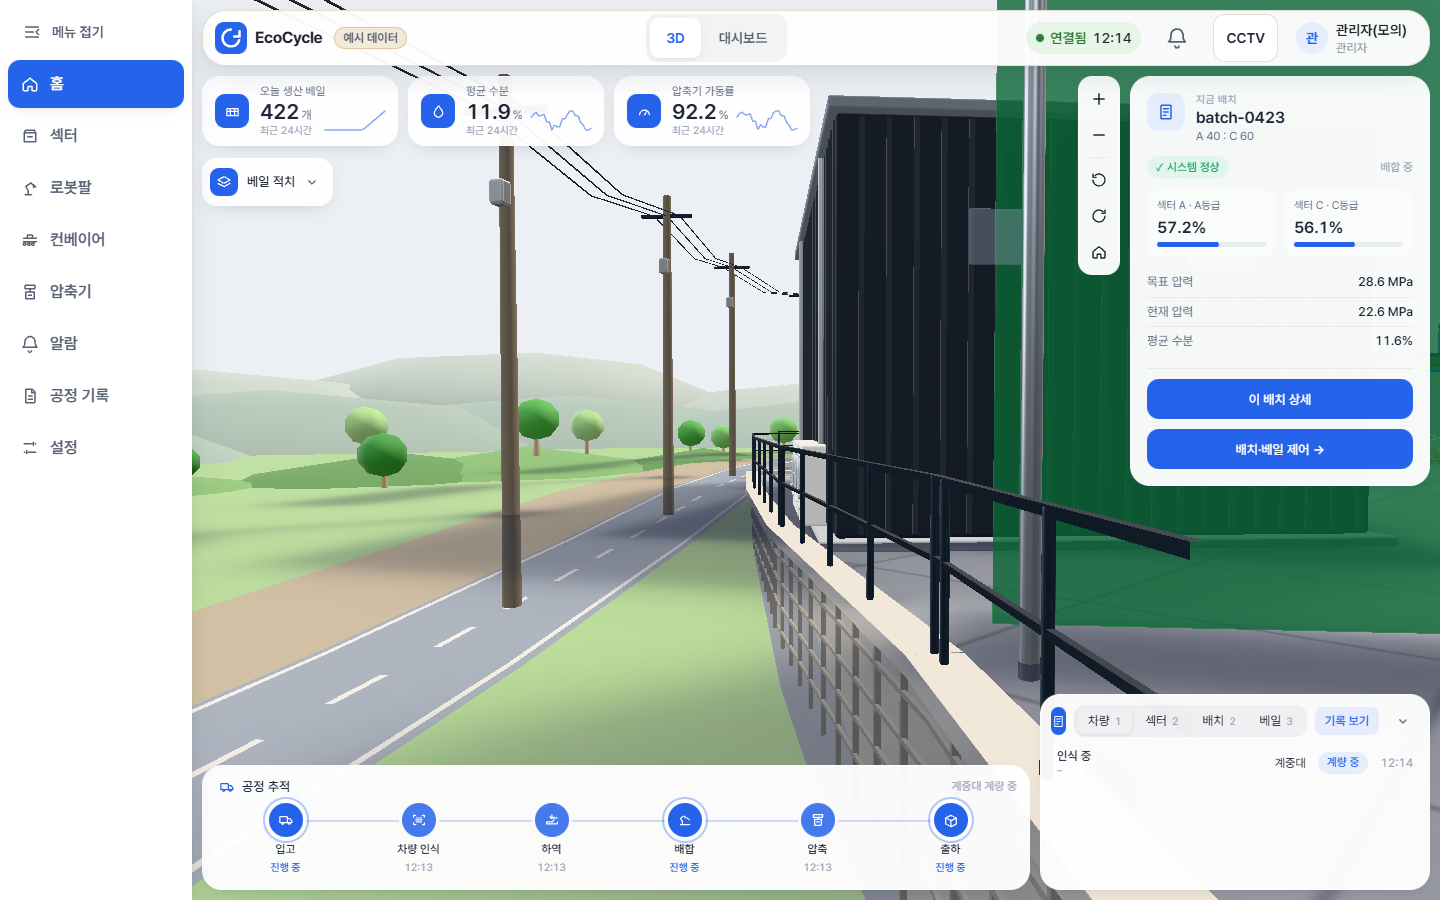 메뉴 접기
홈
섹터
로봇팔
컨베이어
압축기
알람
공정 기록
설정
EcoCycle
예시 데이터
3D
대시보드
연결됨 12:14
CCTV
관
관리자(모의)
관리자
오늘 생산 베일
422개
최근 24시간
평균 수분
11.9%
최근 24시간
압축기 가동률
92.2%
최근 24시간
베일 적치
지금 배치
batch-0423
A 40 : C 60
✓ 시스템 정상
배합 중
섹터 A · A등급
57.2%
섹터 C · C등급
56.1%
목표 압력 28.6 MPa
현재 압력 22.6 MPa
평균 수분 11.6%
이 배치 상세
배치·베일 제어 →
공정 추적
계중대 계량 중
입고
진행 중
차량 인식
12:13
하역
12:13
배합
진행 중
압축
12:13
출하
진행 중
차량 1
섹터 2
배치 2
베일 3
기록 보기
인식 중
–
계중대
계량 중
12:14